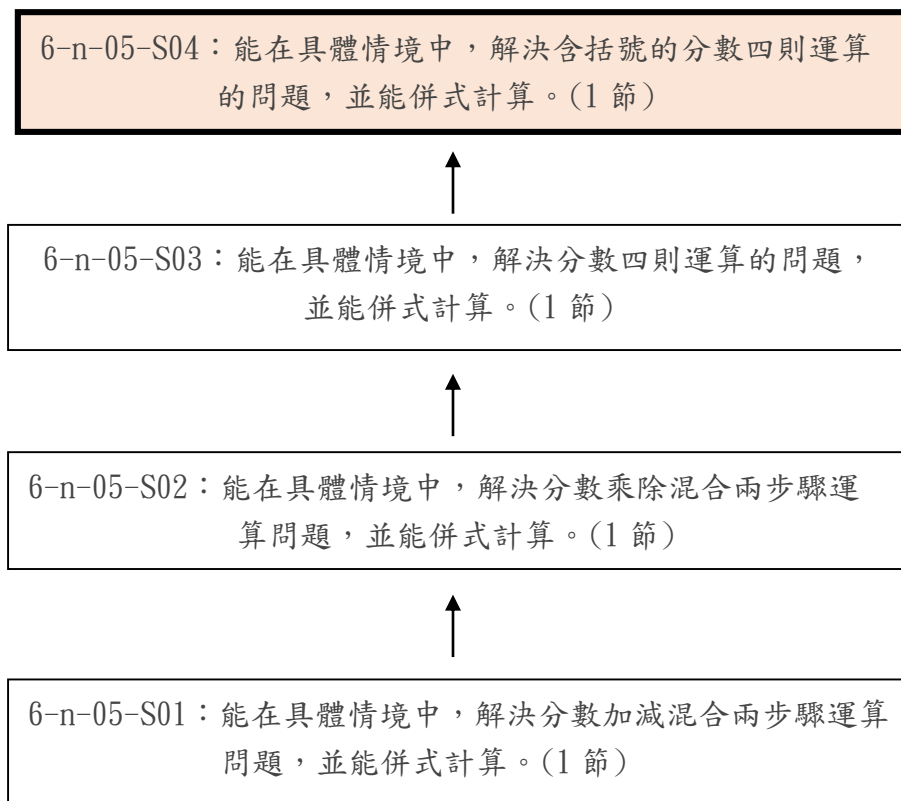 6-n-05-S04：能在具體情境中，解決含括號的分數四則運算
的問題，並能併式計算。(1 節)
6-n-05-S03：能在具體情境中，解決分數四則運算的問題，
並能併式計算。(1 節)
6-n-05-S02：能在具體情境中，解決分數乘除混合兩步驟運
算問題，並能併式計算。(1 節)
6-n-05-S01：能在具體情境中，解決分數加減混合兩步驟運算
問題，並能併式計算。(1 節)